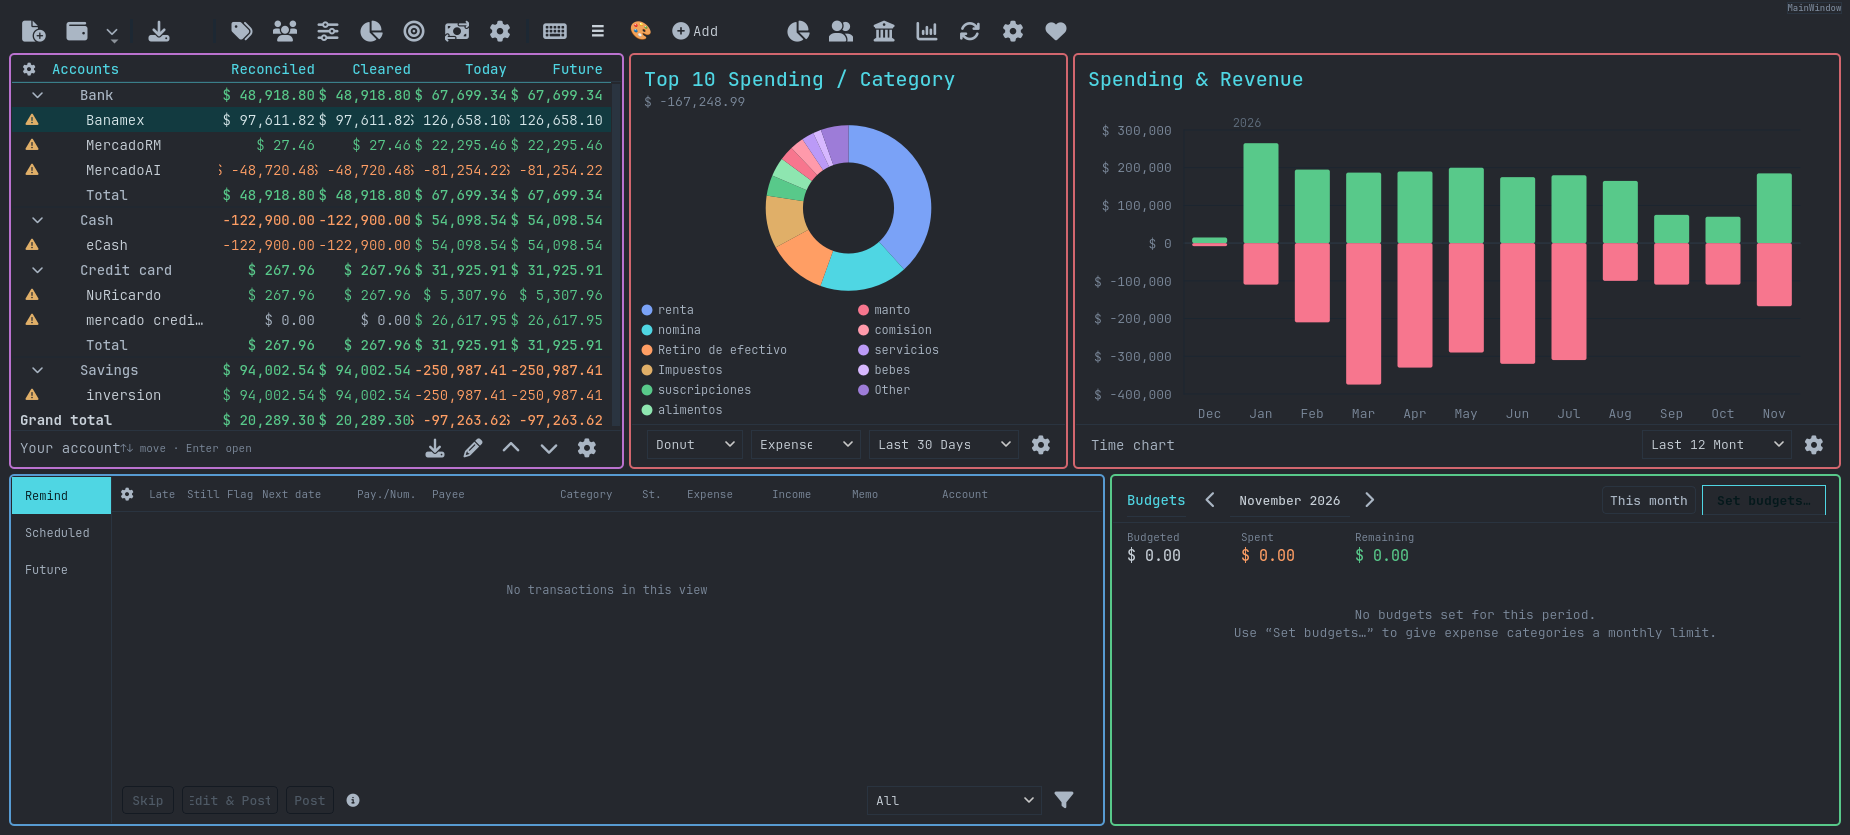 MainWindow
Add
Accounts Reconciled Cleared Today Future
Bank $ 48,918.80 $ 48,918.80 $ 67,699.34 $ 67,699.34
Banamex $ 97,611.82 $ 97,611.82 $ 126,658.10 $ 126,658.10
MercadoRM $ 27.46 $ 27.46 $ 22,295.46 $ 22,295.46
MercadoAI $ -48,720.48 $ -48,720.48 $ -81,254.22 $ -81,254.22
Total $ 48,918.80 $ 48,918.80 $ 67,699.34 $ 67,699.34
Cash -122,900.00 -122,900.00 $ 54,098.54 $ 54,098.54
eCash -122,900.00 -122,900.00 $ 54,098.54 $ 54,098.54
Credit card $ 267.96 $ 267.96 $ 31,925.91 $ 31,925.91
NuRicardo $ 267.96 $ 267.96 $ 5,307.96 $ 5,307.96
mercado credi… $ 0.00 $ 0.00 $ 26,617.95 $ 26,617.95
Total $ 267.96 $ 267.96 $ 31,925.91 $ 31,925.91
Savings $ 94,002.54 $ 94,002.54 -250,987.41 -250,987.41
inversion $ 94,002.54 $ 94,002.54 -250,987.41 -250,987.41
Grand total $ 20,289.30 $ 20,289.30 $ -97,263.62 $ -97,263.62
Your account ↑↓ move · Enter open
Top 10 Spending / Category
$ -167,248.99
renta
nomina
Retiro de efectivo
Impuestos
suscripciones
alimentos
manto
comision
servicios
bebes
Other
Donut Expense Last 30 Days
Spending & Revenue
2026
$ 300,000
$ 200,000
$ 100,000
$ 0
$ -100,000
$ -200,000
$ -300,000
$ -400,000
Dec Jan Feb Mar Apr May Jun Jul Aug Sep Oct Nov
Time chart Last 12 Mont
Remind
Scheduled
Future
Late Still Flag Next date Pay./Num. Payee Category St. Expense Income Memo Account
No transactions in this view
Skip Edit & Post Post All
Budgets November 2026 This month Set budgets…
Budgeted Spent Remaining
$ 0.00 $ 0.00 $ 0.00
No budgets set for this period.
Use “Set budgets…” to give expense categories a monthly limit.